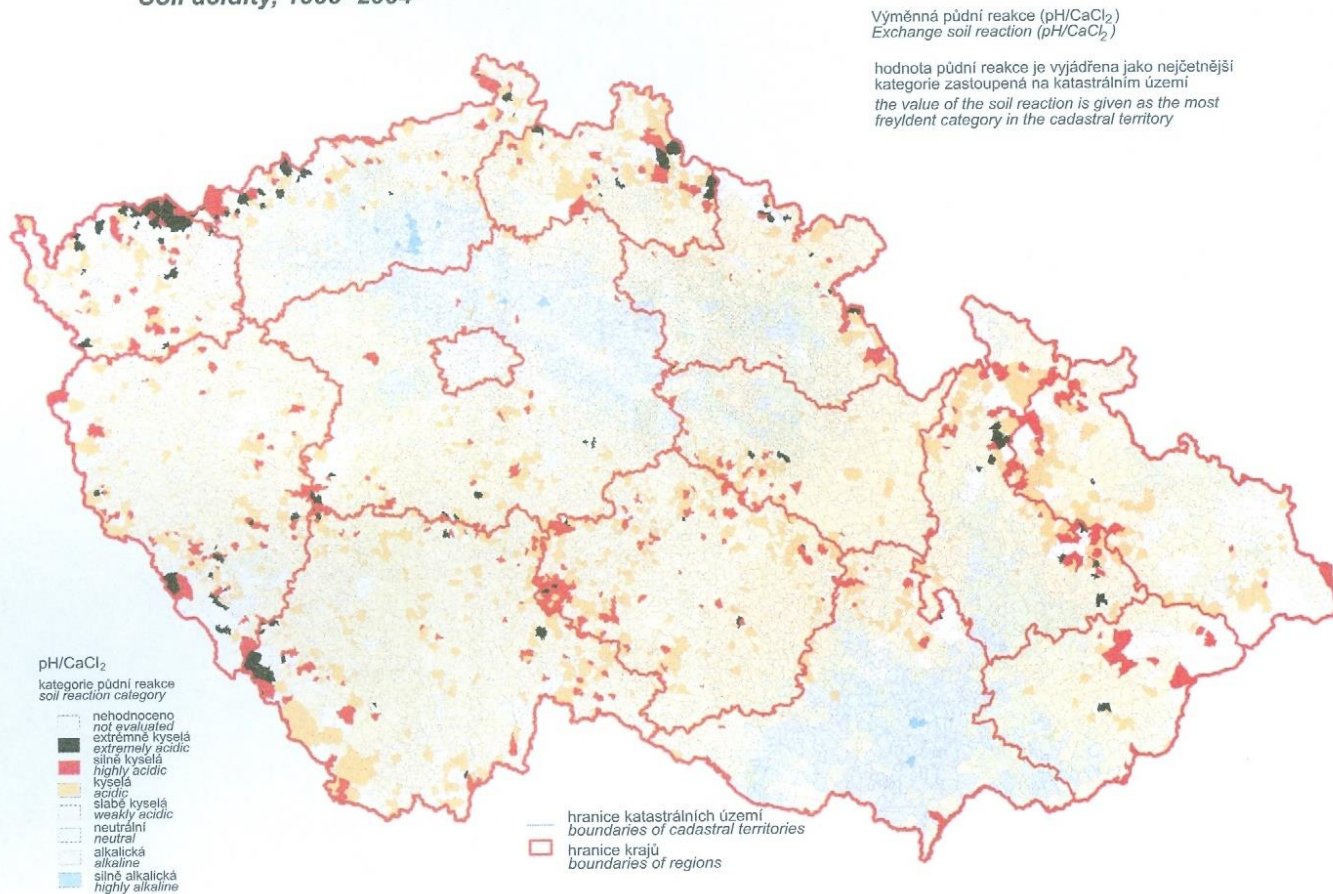 Výměnná půdní reakce (pH/CaCl₂)
Exchange soil reaction (pH/CaCl₂)
hodnota půdní reakce je vyjádřena jako nejčetnější
kategorie zastoupená na katastrálním území
the value of the soil reaction is given as the most
freyldent category in the cadastral territory
pH/CaCl₂
kategorie půdní reakce
soil reaction category
nehodnoceno
not evaluated
extrémně kyselá
extremely acidic
silně kyselá
highly acidic
kyselá
acidic
slabě kyselá
weakly acidic
neutrální
neutral
alkalická
alkaline
silně alkalická
highly alkaline
hranice katastrálních území
boundaries of cadastral territories
hranice krajů
boundaries of regions